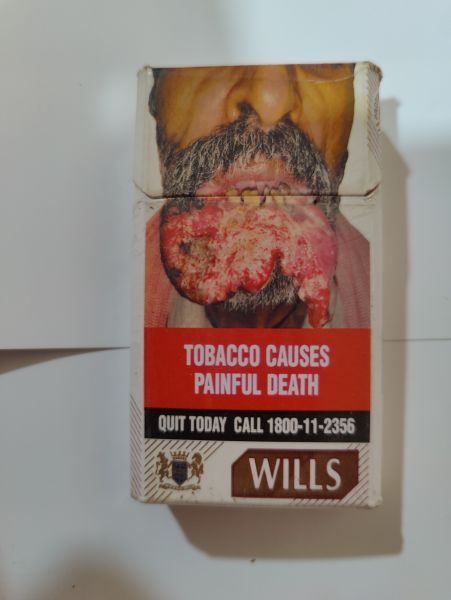 TOBACCO CAUSES
PAINFUL DEATH
QUIT TODAY CALL 1800-11-2356
WILLS